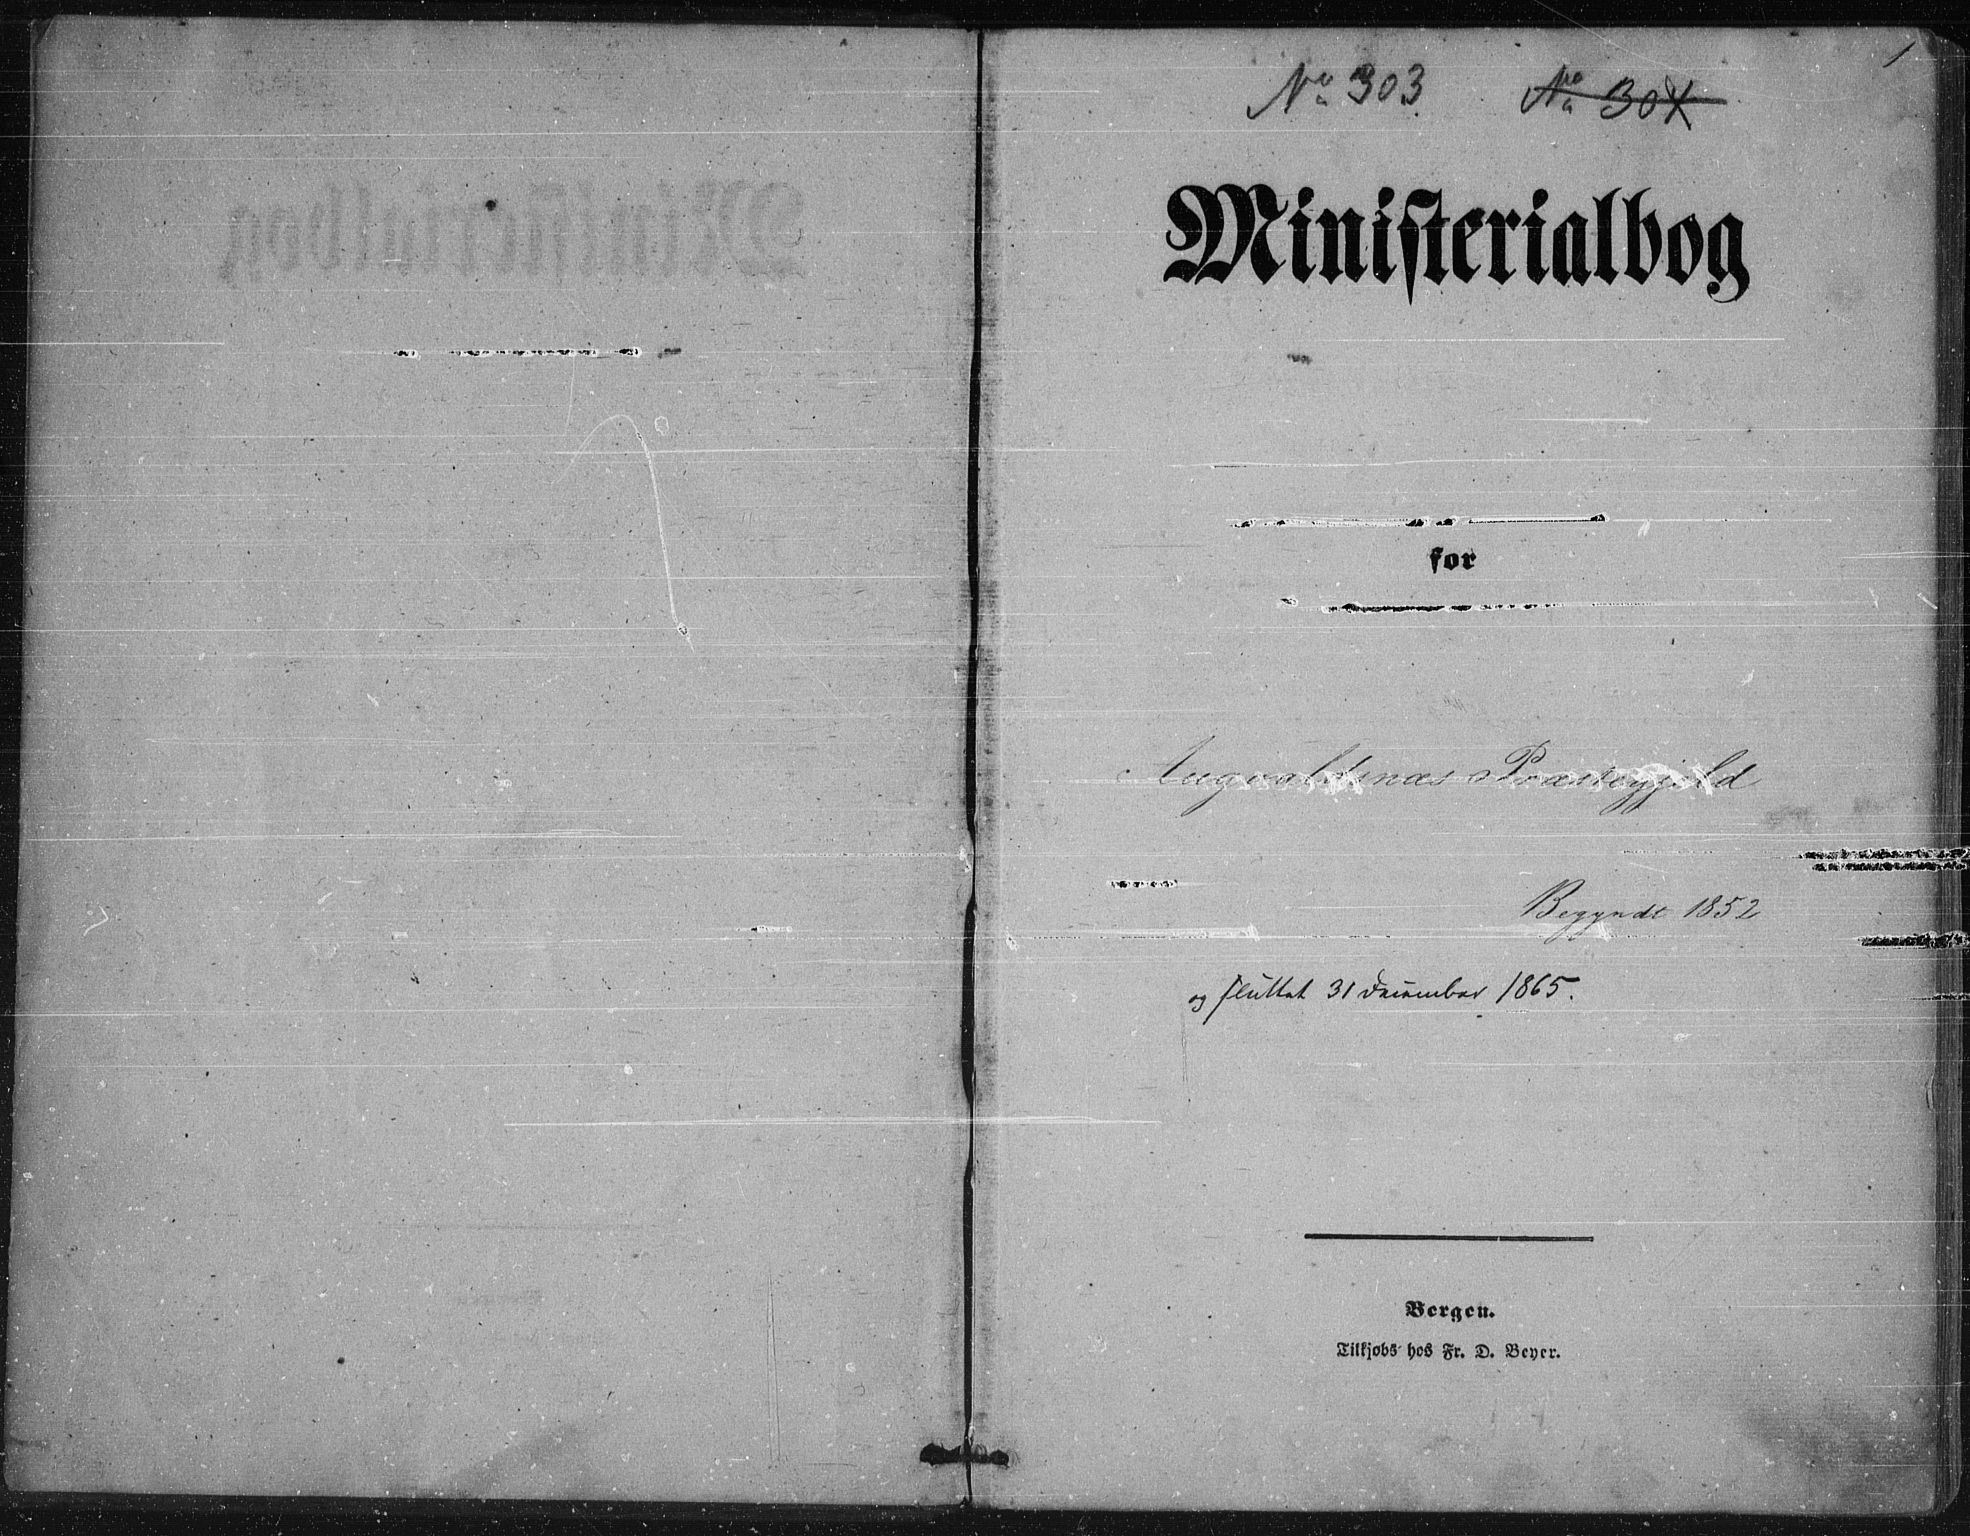 1
No 303 No 304
Ministerialbog
for
Augvaldsnæs Præstegjeld
Begyndt 1852
og sluttet 31 December 1865.
Bergen.
Tilkjøbs hos Fr. D. Beyer.